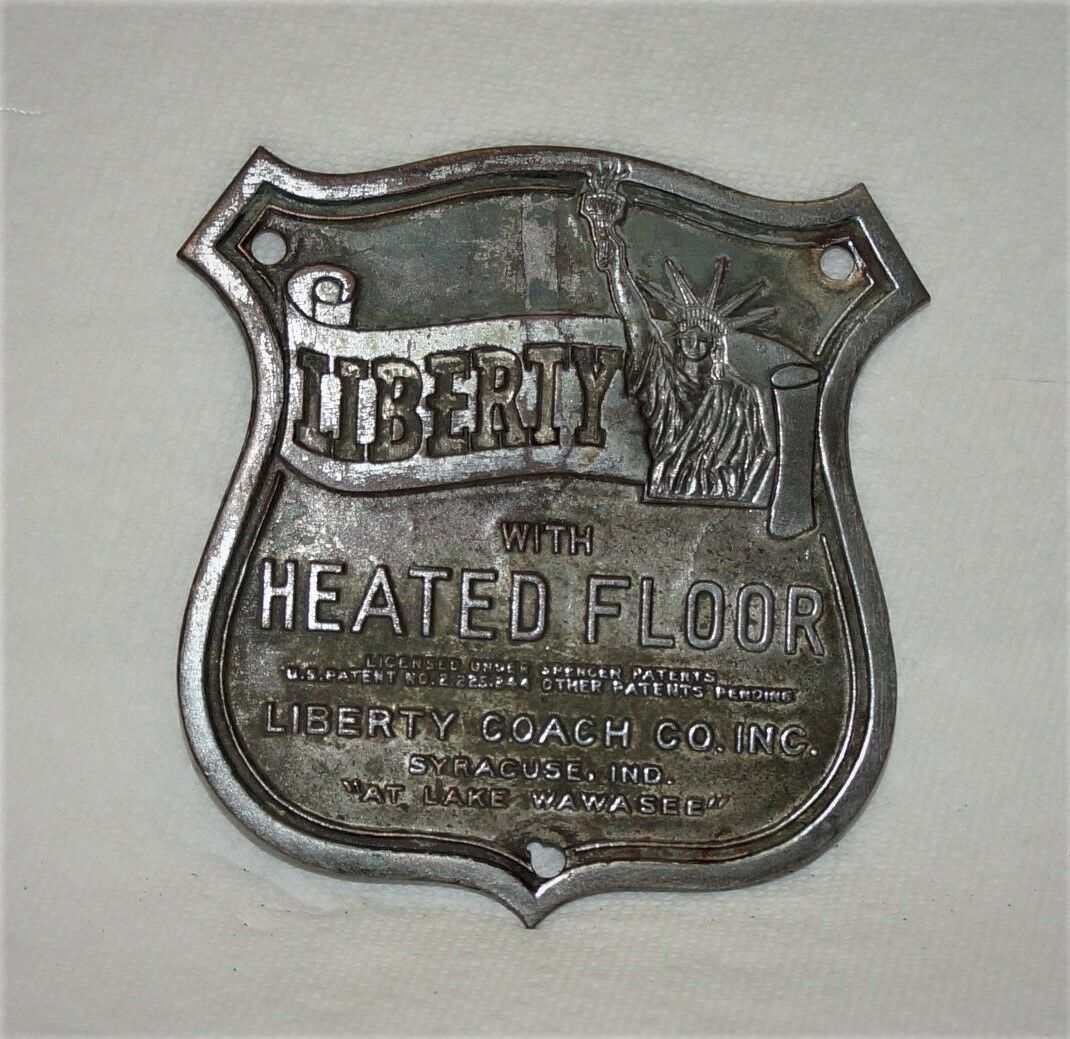 LIBERTY
WITH
HEATED FLOOR
LICENSED UNDER SPENCER PATENTS
U.S. PATENT NO. 2,225,244 OTHER PATENTS PENDING
LIBERTY COACH CO. INC.
SYRACUSE, IND.
"AT LAKE WAWASEE"